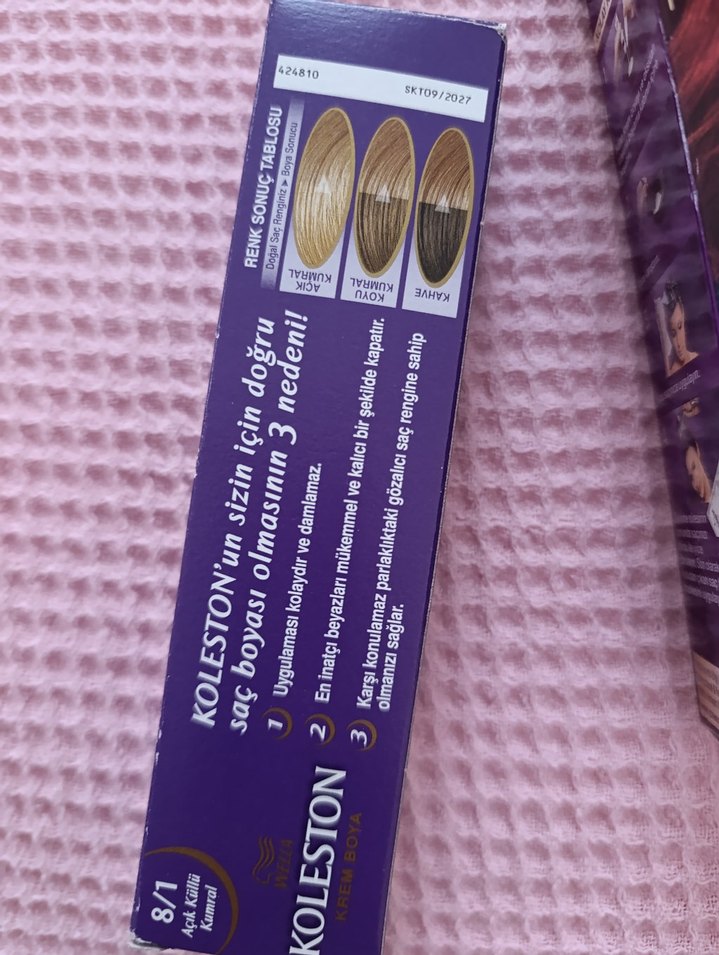 424810
SKT09/2027
RENK SONUÇ TABLOSU
Doğal Saç Renginiz ▶ Boya Sonucu
AÇIK
KUMRAL
KOYU
KUMRAL
KAHVE
KOLESTON'un sizin için doğru
saç boyası olmasının 3 nedeni!
1 Uygulaması kolaydır ve damlamaz.
2 En inatçı beyazları mükemmel ve kalıcı bir şekilde kapatır.
3 Karşı konulamaz parlaklıktaki gözalıcı saç rengine sahip
olmanızı sağlar.
8/1
Açık Küllü
Kumral
WELLA
KOLESTON
KREM BOYA